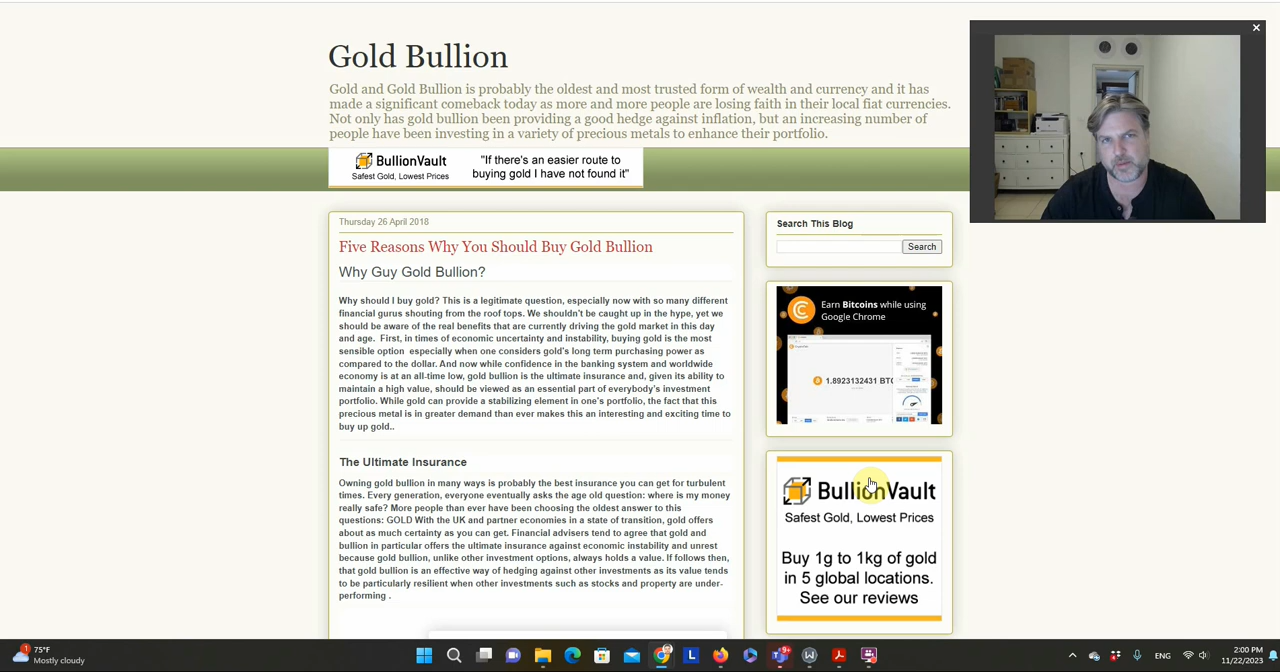 Gold Bullion
Gold and Gold Bullion is probably the oldest and most trusted form of wealth and currency and it has
made a significant comeback today as more and more people are losing faith in their local fiat currencies.
Not only has gold bullion been providing a good hedge against inflation, but an increasing number of
people have been investing in a variety of precious metals to enhance their portfolio.
BullionVault
Safest Gold, Lowest Prices
"If there's an easier route to
buying gold I have not found it"
Thursday 26 April 2018
Five Reasons Why You Should Buy Gold Bullion
Why Guy Gold Bullion?
Why should I buy gold? This is a legitimate question, especially now with so many different
financial gurus shouting from the roof tops. We shouldn't be caught up in the hype, yet we
should be aware of the real benefits that are currently driving the gold market in this day
and age. First, in times of economic uncertainty and instability, buying gold is the most
sensible option especially when one considers gold's long term purchasing power as
compared to the dollar. And now while confidence in the banking system and worldwide
economy is at an all-time low, gold bullion is the ultimate insurance and, given its ability to
maintain a high value, should be viewed as an essential part of everybody's investment
portfolio. While gold can provide a stabilizing element in one's portfolio, the fact that this
precious metal is in greater demand than ever makes this an interesting and exciting time to
buy up gold..
The Ultimate Insurance
Owning gold bullion in many ways is probably the best insurance you can get for turbulent
times. Every generation, everyone eventually asks the age old question: where is my money
really safe? More people than ever have been choosing the oldest answer to this
questions: GOLD With the UK and partner economies in a state of transition, gold offers
about as much certainty as you can get. Financial advisers tend to agree that gold and
bullion in particular offers the ultimate insurance against economic instability and unrest
because gold bullion, unlike other investment options, always holds a value. If follows then,
that gold bullion is an effective way of hedging against other investments as its value tends
to be particularly resilient when other investments such as stocks and property are under-
performing .
Search This Blog
Search
Earn Bitcoins while using
Google Chrome
1.8923132431 BTC
BullionVault
Safest Gold, Lowest Prices
Buy 1g to 1kg of gold
in 5 global locations.
See our reviews
75°F
Mostly cloudy
ENG
2:00 PM
11/22/2023